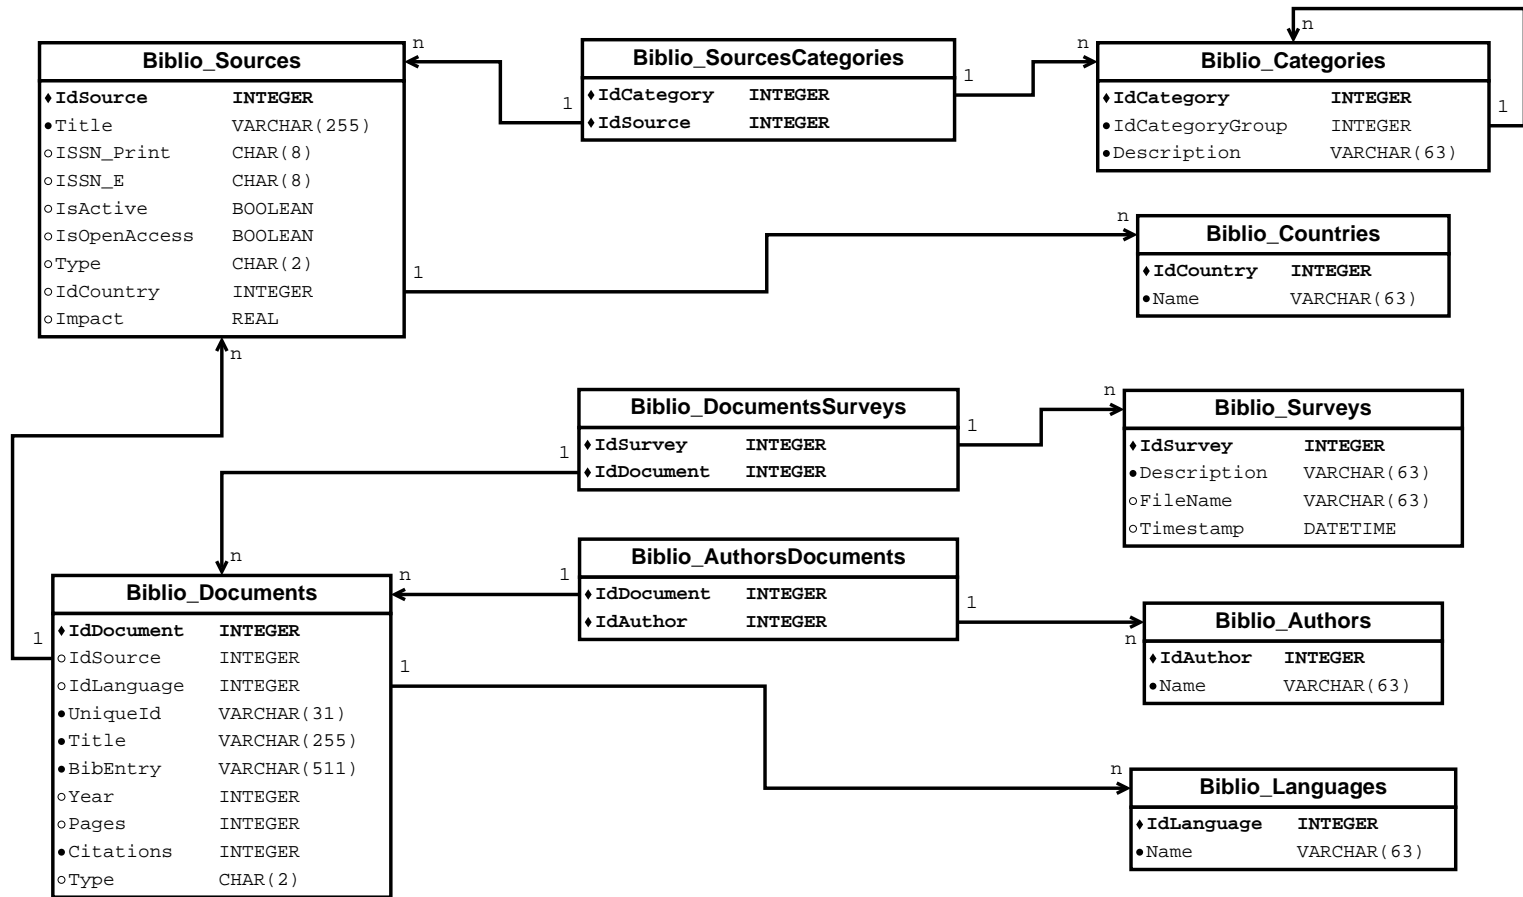 Biblio_Sources
IdSource INTEGER
Title VARCHAR(255)
ISSN_Print CHAR(8)
ISSN_E CHAR(8)
IsActive BOOLEAN
IsOpenAccess BOOLEAN
Type CHAR(2)
IdCountry INTEGER
Impact REAL
n
1
1
n
Biblio_SourcesCategories
IdCategory INTEGER
IdSource INTEGER
1
n
Biblio_Categories
IdCategory INTEGER
IdCategoryGroup INTEGER
Description VARCHAR(63)
n
1
n
Biblio_Countries
IdCountry INTEGER
Name VARCHAR(63)
Biblio_DocumentsSurveys
IdSurvey INTEGER
IdDocument INTEGER
1
1
n
Biblio_Surveys
IdSurvey INTEGER
Description VARCHAR(63)
FileName VARCHAR(63)
Timestamp DATETIME
n
Biblio_AuthorsDocuments
IdDocument INTEGER
IdAuthor INTEGER
1
n
1
n
Biblio_Authors
IdAuthor INTEGER
Name VARCHAR(63)
Biblio_Documents
IdDocument INTEGER
IdSource INTEGER
IdLanguage INTEGER
UniqueId VARCHAR(31)
Title VARCHAR(255)
BibEntry VARCHAR(511)
Year INTEGER
Pages INTEGER
Citations INTEGER
Type CHAR(2)
1
1
n
Biblio_Languages
IdLanguage INTEGER
Name VARCHAR(63)